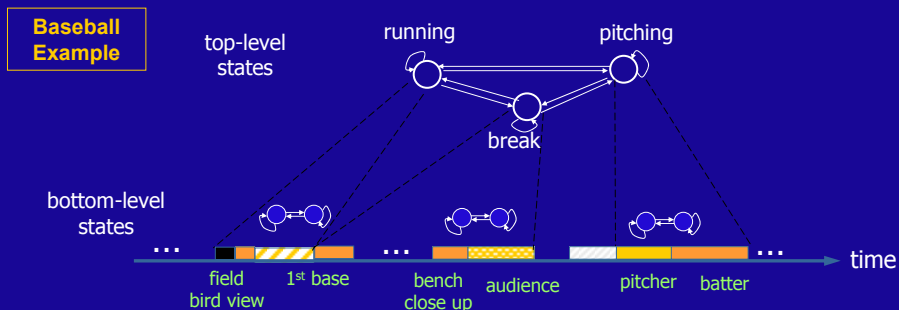 Baseball
Example
top-level
states
running
pitching
break
bottom-level
states
...
...
...
time
field
bird view
1st base
bench
close up
audience
pitcher
batter